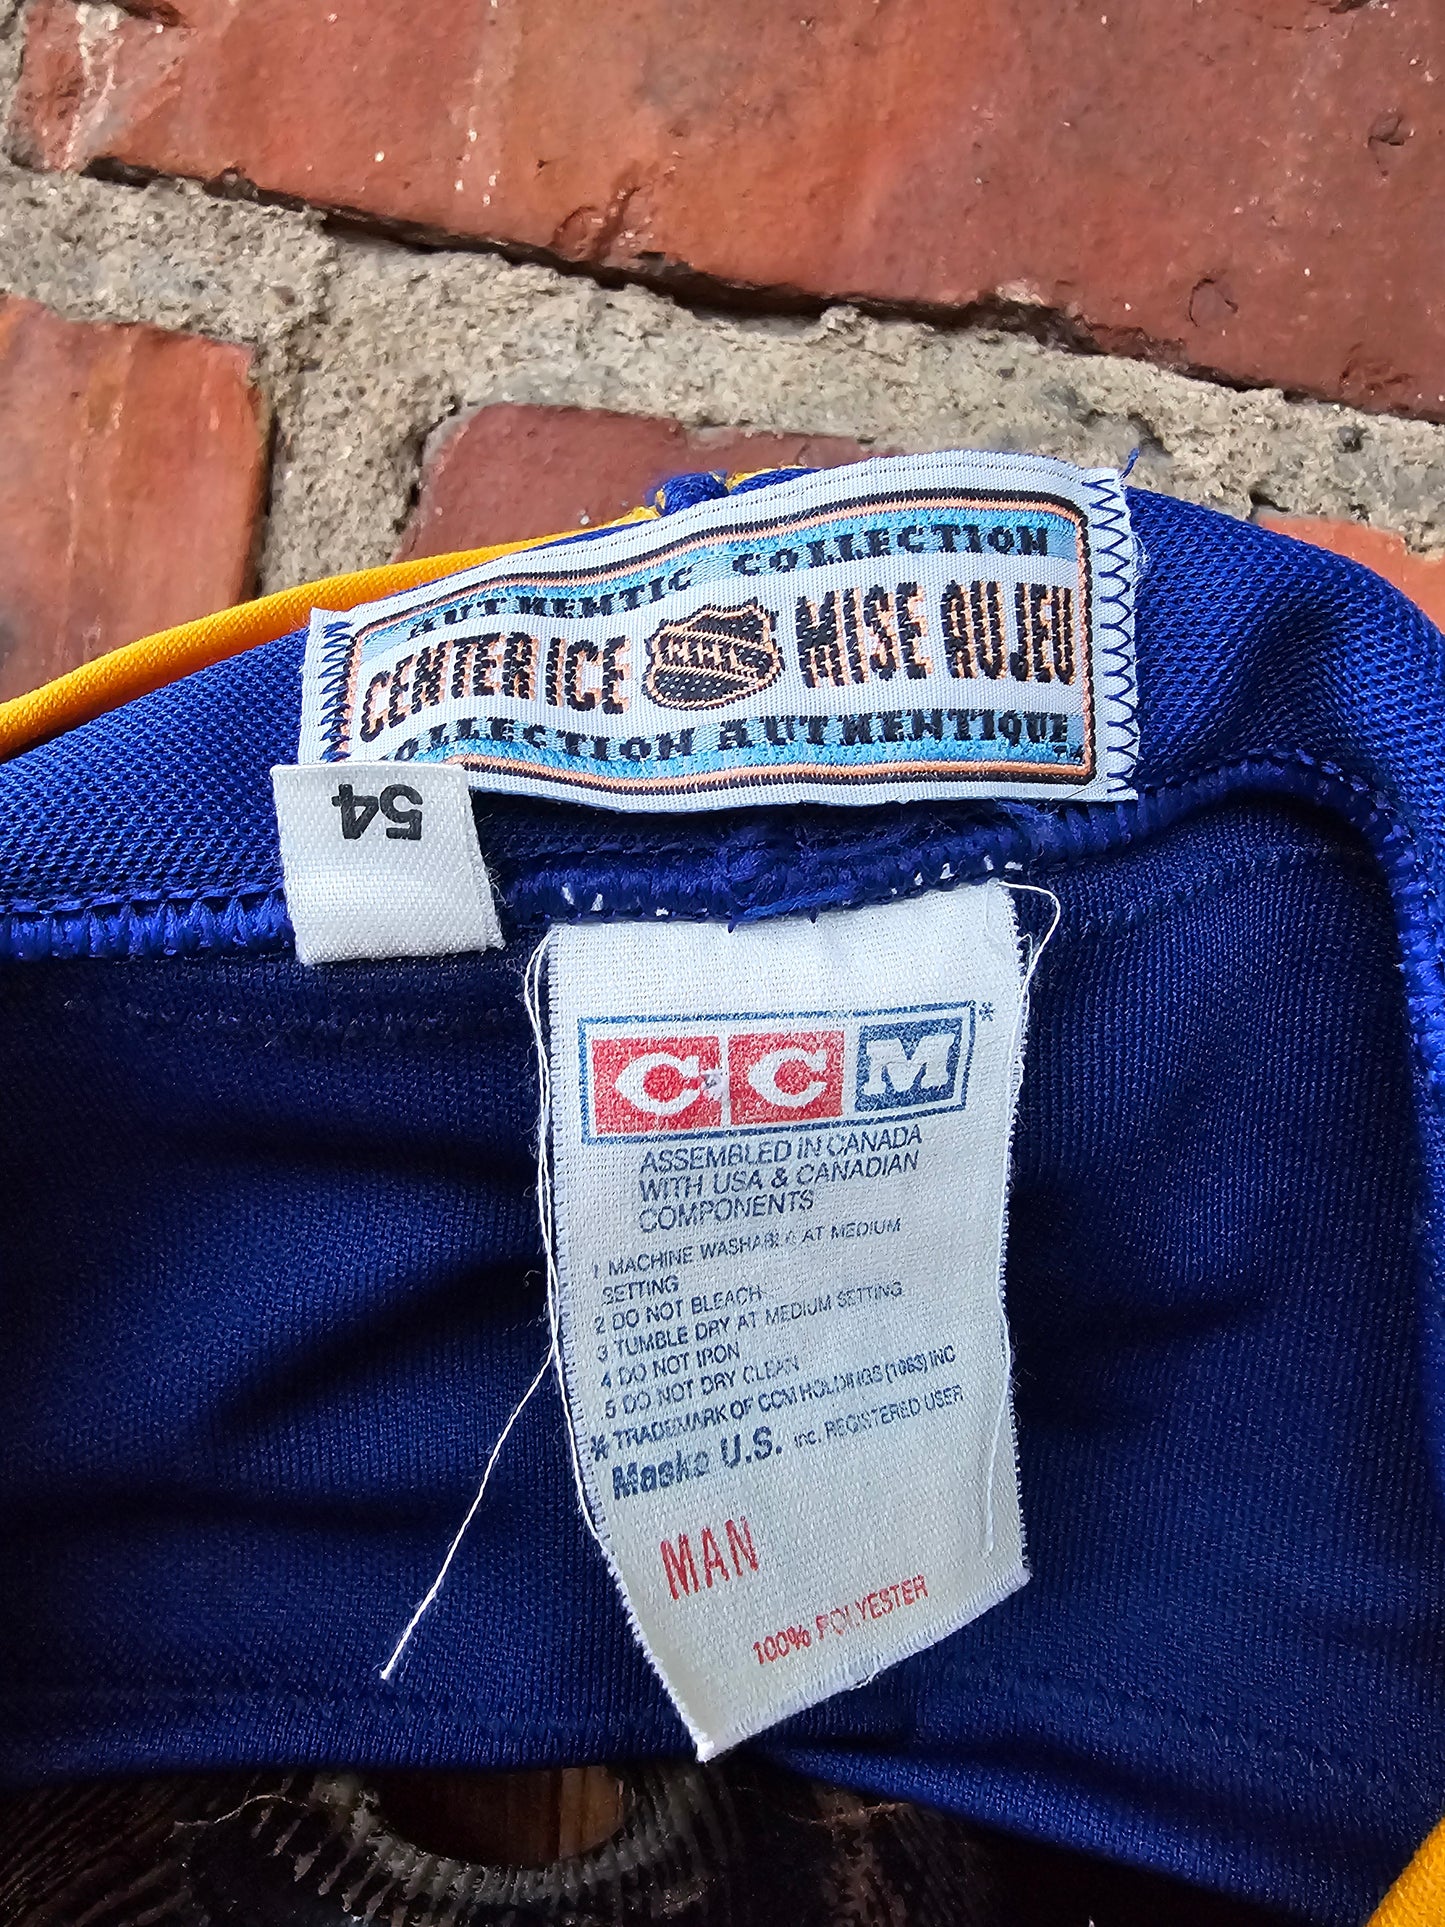 AUTHENTIC COLLECTION
CENTER ICE NHL MISE AU JEU
COLLECTION AUTHENTIQUE
54
CCM*
ASSEMBLED IN CANADA
WITH USA & CANADIAN
COMPONENTS
1 MACHINE WASHABLE AT MEDIUM
SETTING
2 DO NOT BLEACH
3 TUMBLE DRY AT MEDIUM SETTING
4 DO NOT IRON
5 DO NOT DRY CLEAN
* TRADEMARK OF CCM HOLDINGS (1983) INC
Maska U.S. inc. REGISTERED USER
MAN
100% POLYESTER